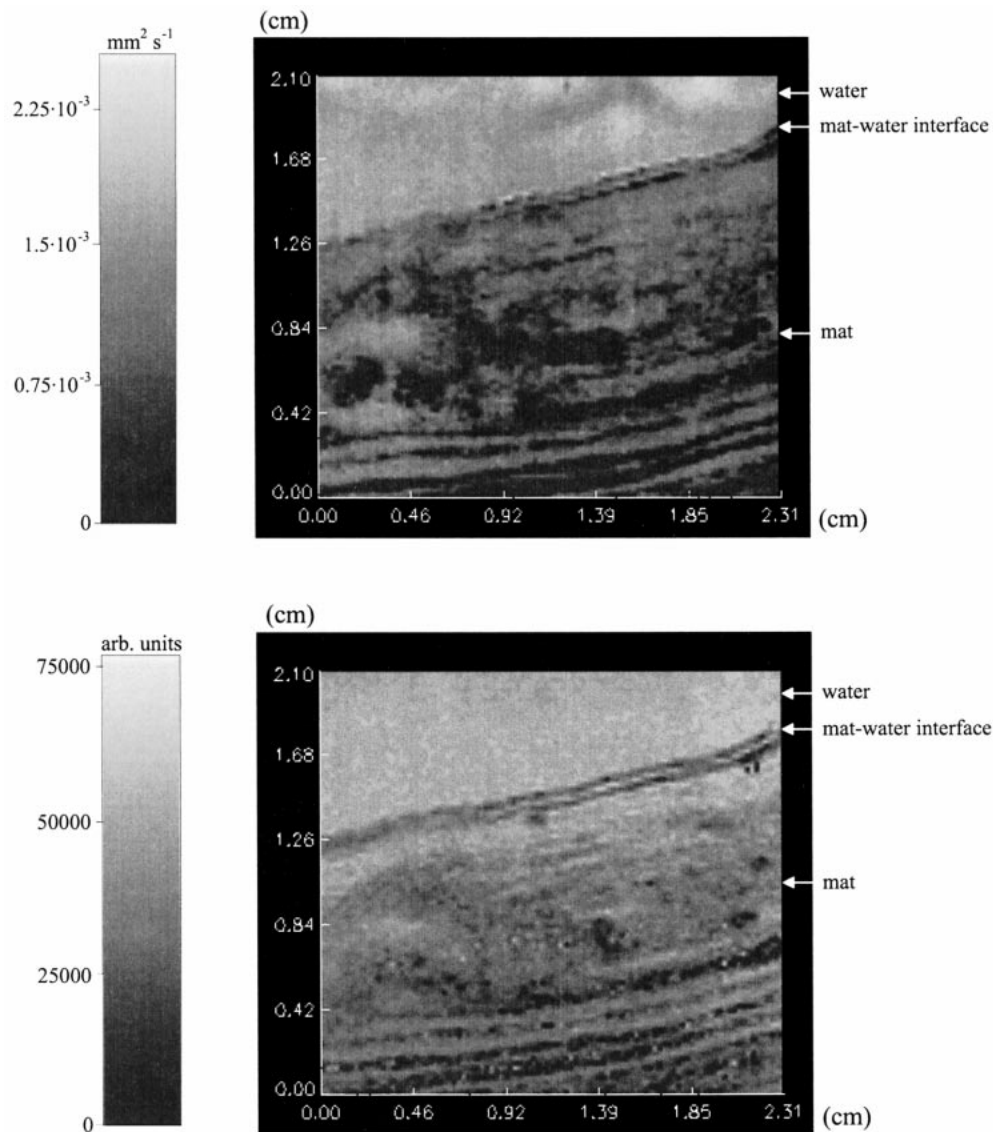 (cm)
mm² s⁻¹
2.25·10⁻³
1.5·10⁻³
0.75·10⁻³
0
2.10
1.68
1.26
0.84
0.42
0.00
0.00 0.46 0.92 1.39 1.85 2.31
(cm)
water
mat-water interface
mat
(cm)
arb. units
75000
50000
25000
0
2.10
1.68
1.26
0.84
0.42
0.00
0.00 0.46 0.92 1.39 1.85 2.31
(cm)
water
mat-water interface
mat